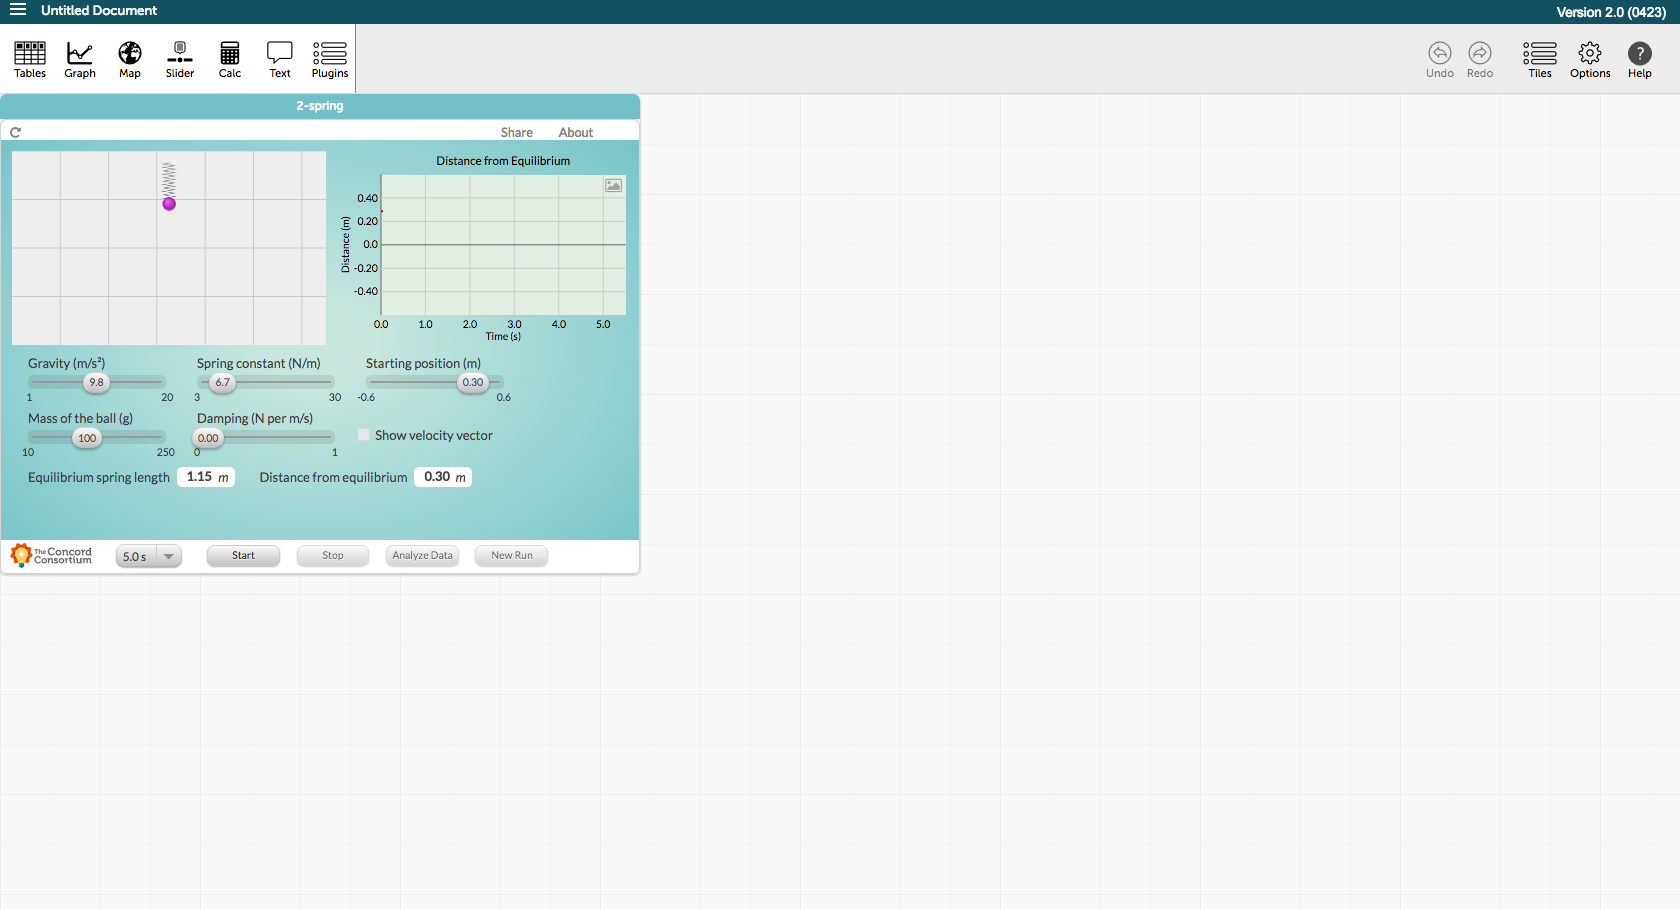 Untitled Document
Version 2.0 (0423)
Tables Graph Map Slider Calc Text Plugins
Undo Redo Tiles Options ? Help
2-spring
Share About
Distance from Equilibrium
Distance (m)
0.40
0.20
0.0
-0.20
-0.40
0.0 1.0 2.0 3.0 4.0 5.0
Time (s)
Gravity (m/s²)
9.8
1 20
Spring constant (N/m)
6.7
3 30
Starting position (m)
0.30
-0.6 0.6
Mass of the ball (g)
100
10 250
Damping (N per m/s)
0.00
0 1
Show velocity vector
Equilibrium spring length 1.15 m
Distance from equilibrium 0.30 m
The Concord
Consortium
5.0 s
Start Stop Analyze Data New Run